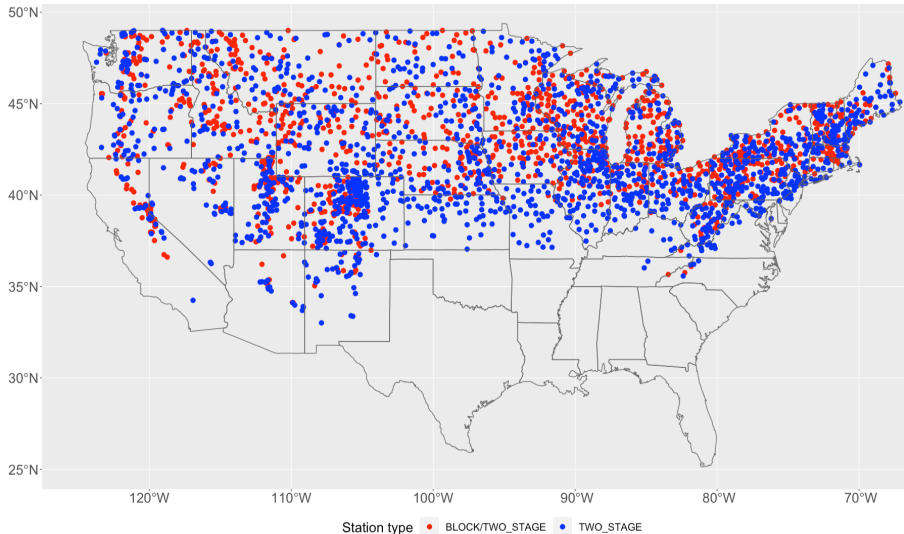 50°N
45°N
40°N
35°N
30°N
25°N
120°W 110°W 100°W 90°W 80°W 70°W
Station type BLOCK/TWO_STAGE TWO_STAGE